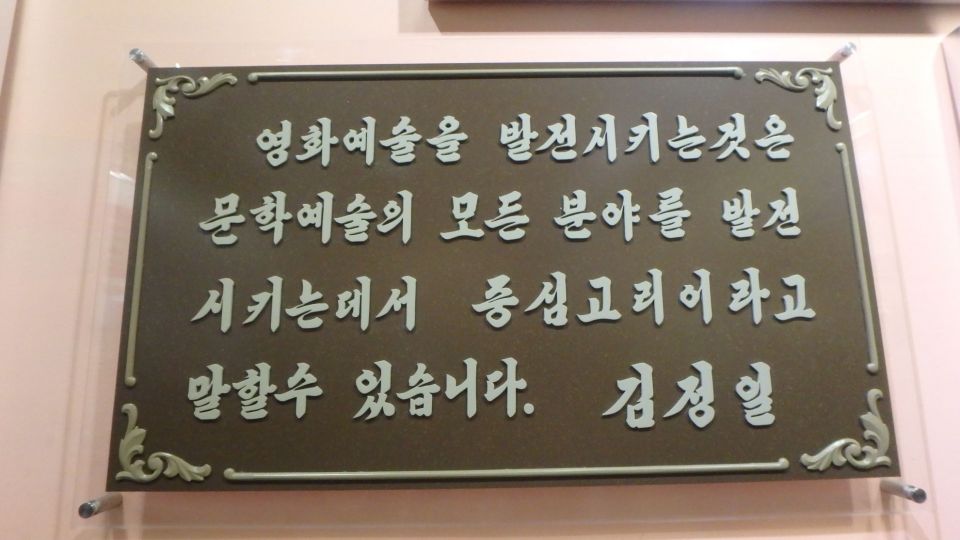 영화예술을 발전시키는것은
문학예술의 모든 분야를 발전
시키는데서 중심고리이라고
말할수 있습니다. 김정일